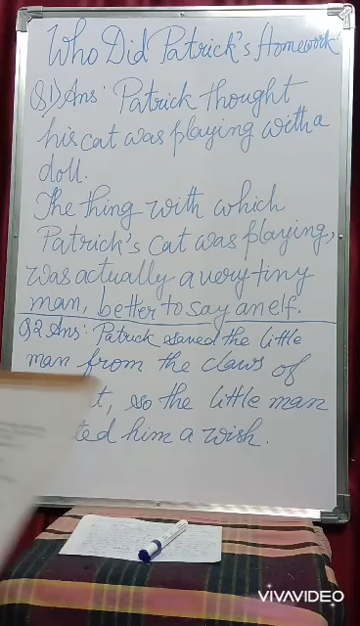 Who Did Patrick's Homework
Q1) Ans: Patrick thought
his cat was playing with a
doll.
The thing with which
Patrick's cat was playing,
was actually a very tiny
man, better to say an elf.
Q2 Ans: Patrick saved the little
man from the claws of
t, so the little man
ted him a wish.
VIVAVIDEO